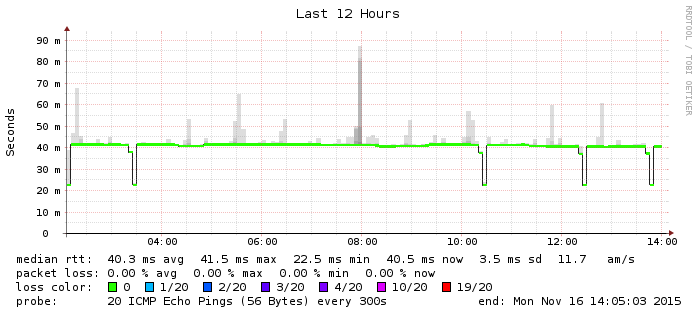 Last 12 Hours
RRDTOOL / TOBI OETIKER
Seconds
90 m
80 m
70 m
60 m
50 m
40 m
30 m
20 m
10 m
0
04:00 06:00 08:00 10:00 12:00 14:00
median rtt: 40.3 ms avg 41.5 ms max 22.5 ms min 40.5 ms now 3.5 ms sd 11.7 am/s
packet loss: 0.00 % avg 0.00 % max 0.00 % min 0.00 % now
loss color: 0 1/20 2/20 3/20 4/20 10/20 19/20
probe: 20 ICMP Echo Pings (56 Bytes) every 300s end: Mon Nov 16 14:05:03 2015